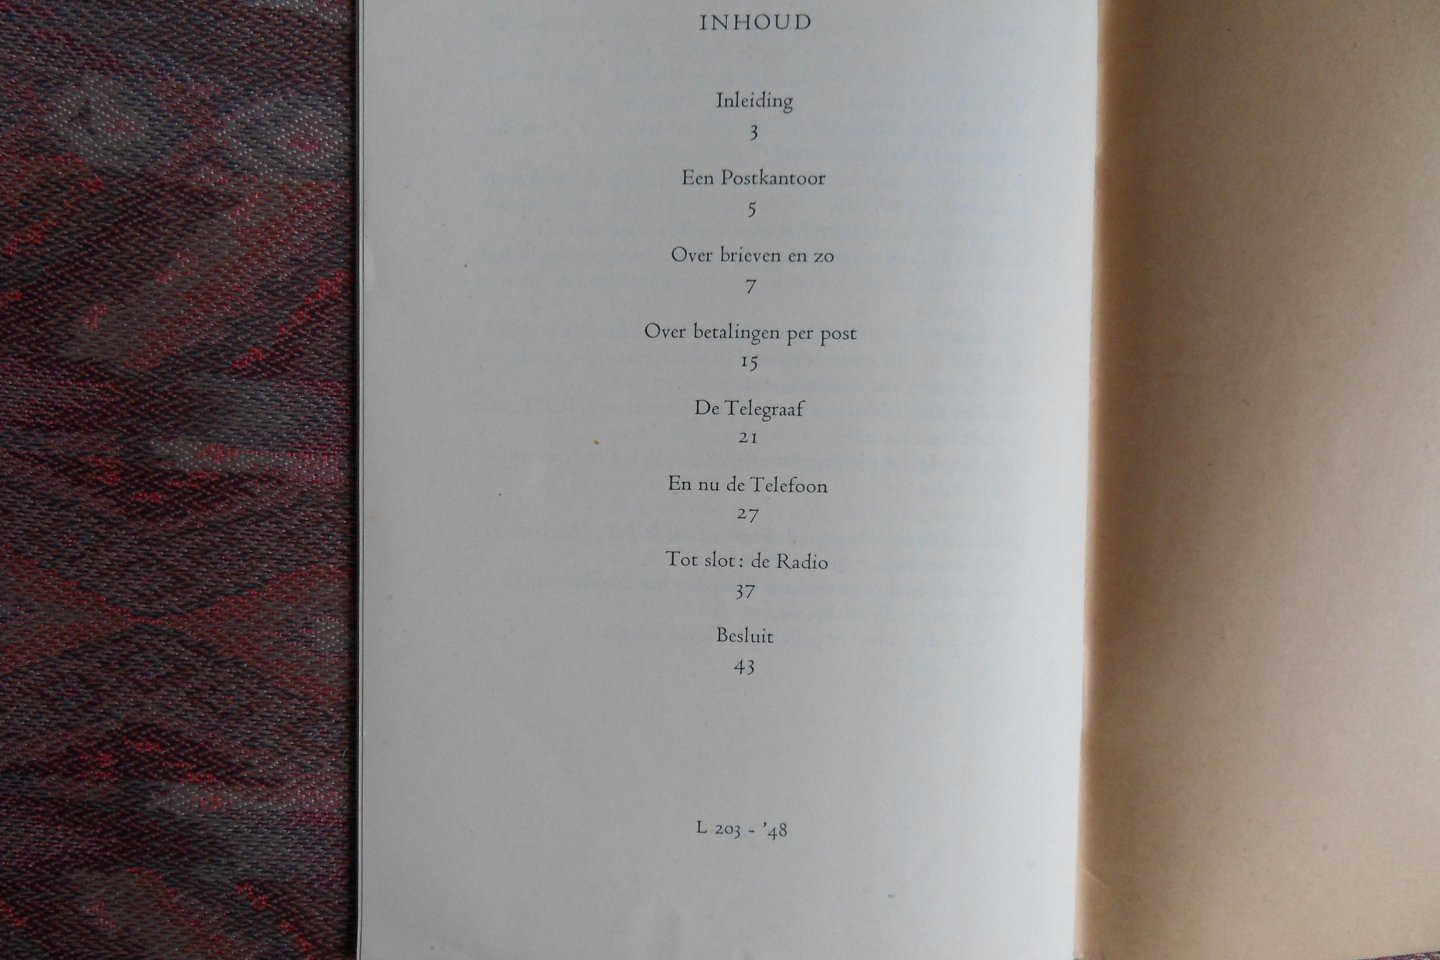 INHOUD
Inleiding
3
Een Postkantoor
5
Over brieven en zo
7
Over betalingen per post
15
De Telegraaf
21
En nu de Telefoon
27
Tot slot: de Radio
37
Besluit
43
L 203 - '48